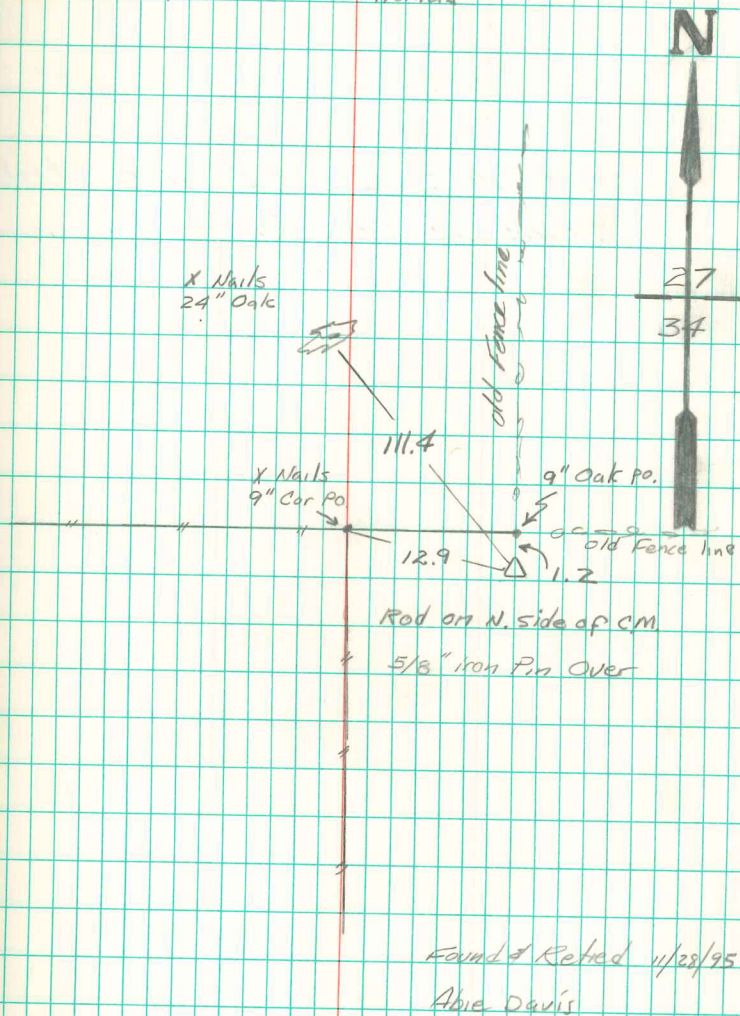 N
27
34
X Nails
24" Oak
old Fence line
111.4
X Nails
9" Cor po
9" Oak po.
old Fence line
12.9
1.2
Rod on N. side of C.M.
5/8" iron Pin Over
Found & Retied 11/28/95
Abie Davis